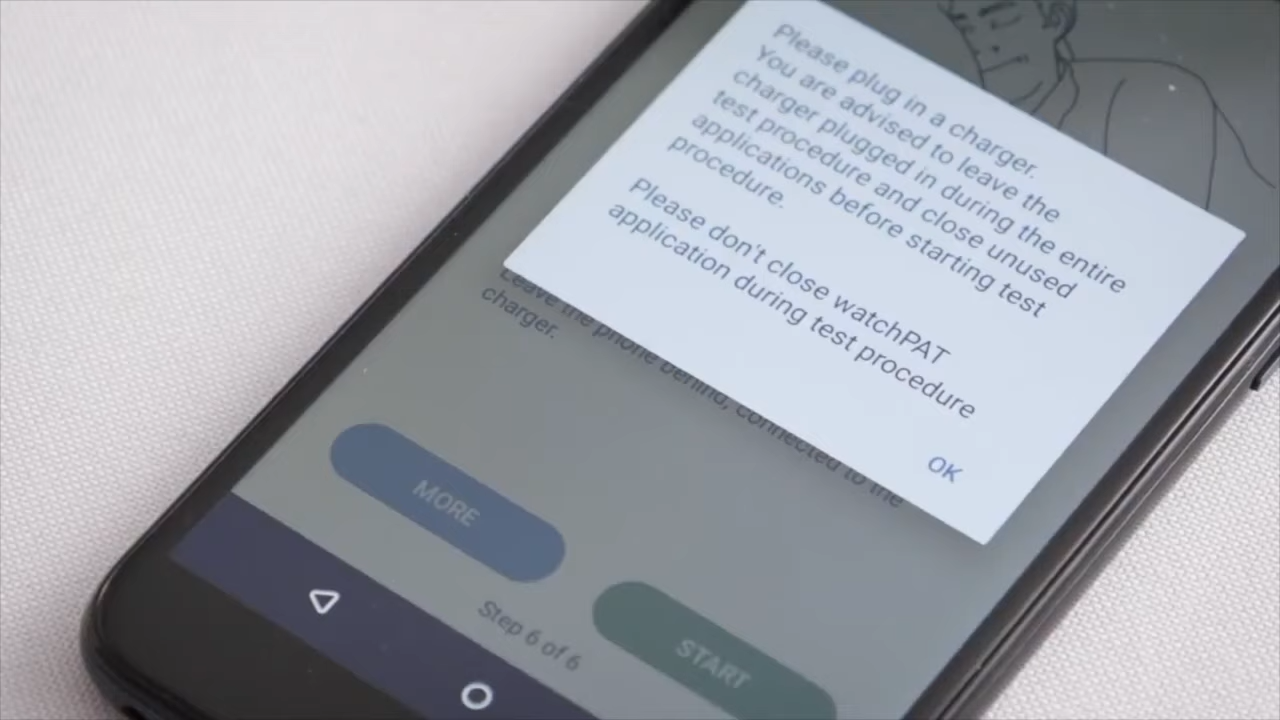 Please plug in a charger.
You are advised to leave the
charger plugged in during the entire
test procedure and close unused
applications before starting test
procedure.
Please don't close watchPAT
application during test procedure
OK
Leave the phone behind, connected to the
charger.
MORE
START
Step 6 of 6